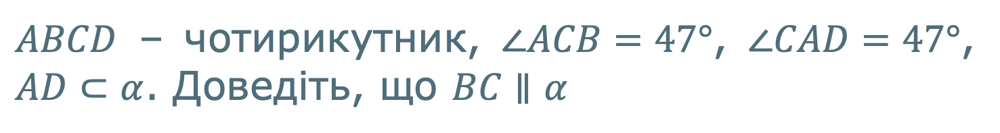 ABCD – чотирикутник, ∠ACB = 47°, ∠CAD = 47°,
AD ⊂ α. Доведіть, що BC ∥ α